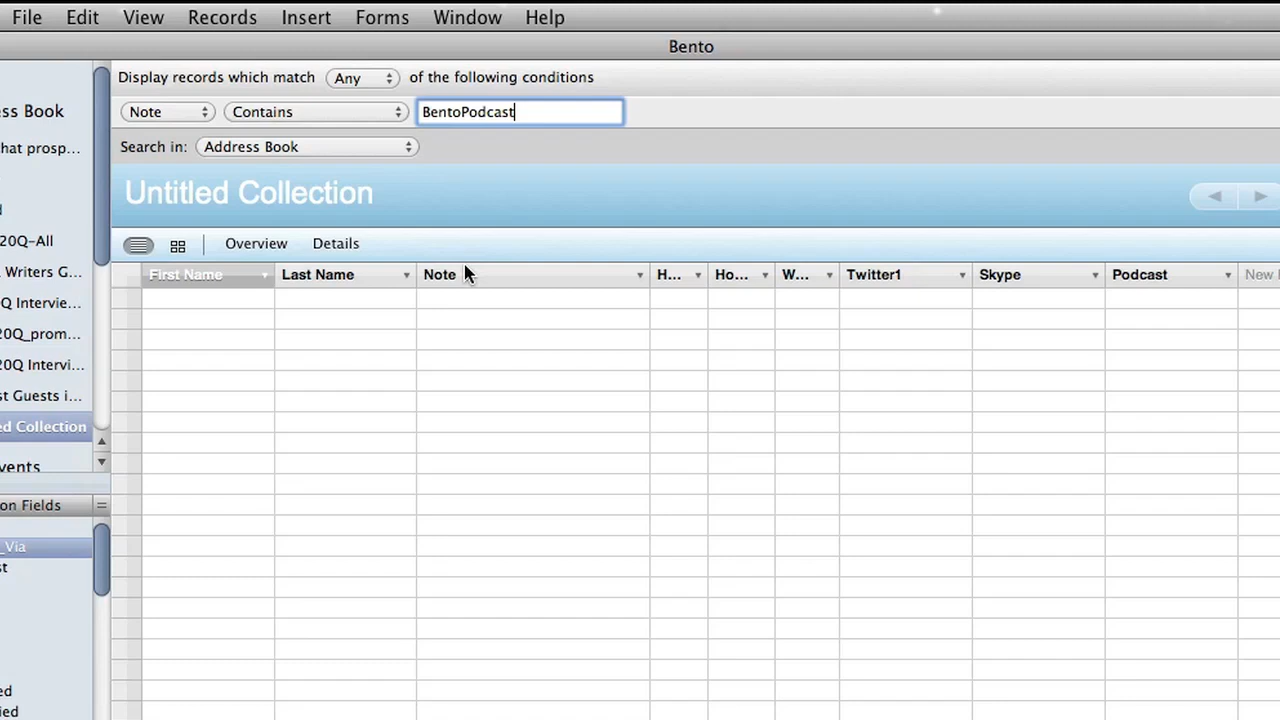 File Edit View Records Insert Forms Window Help
Bento
Display records which match Any of the following conditions
Note Contains BentoPodcast
Search in: Address Book
Untitled Collection
Overview Details
First Name Last Name Note H... Ho... W... Twitter1 Skype Podcast New
ss Book
hat prosp...
20Q-All
Writers G...
Q Intervie...
20Q_prom...
20Q Intervi...
st Guests i...
ed Collection
vents
on Fields
_Via
st
ed
ied